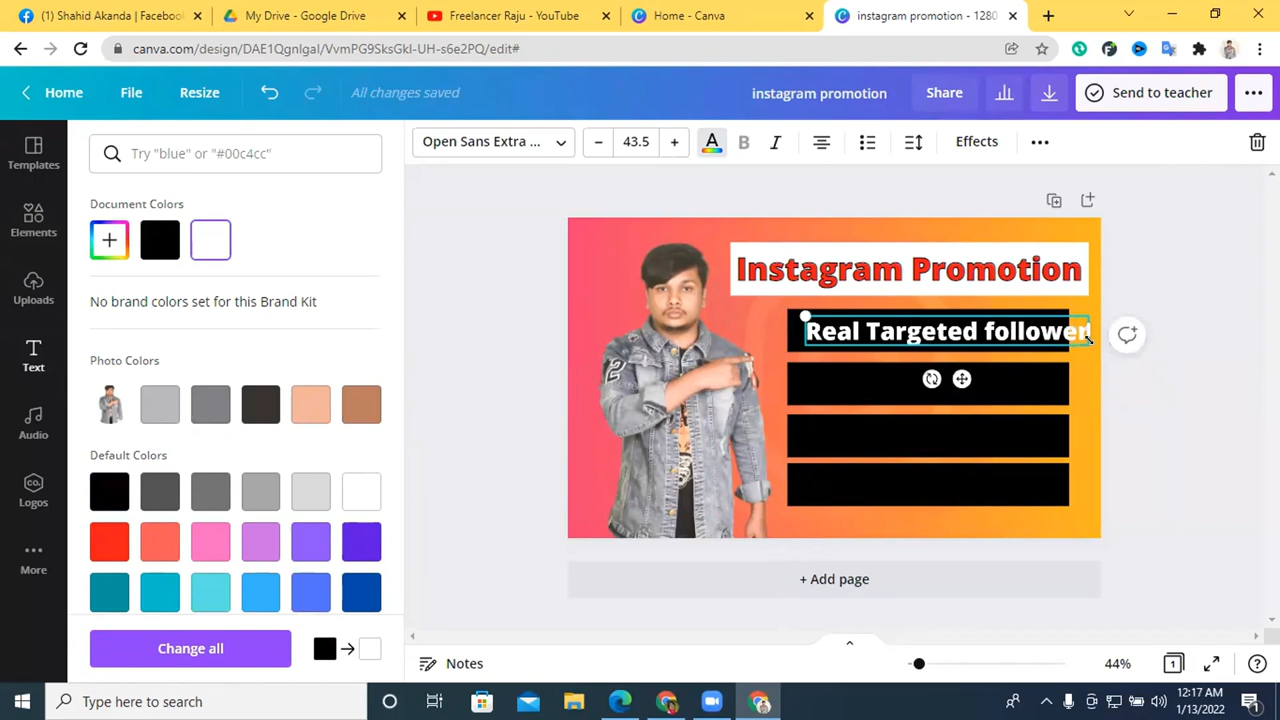 Shahid Akanda | Facebook
My Drive - Google Drive
Freelancer Raju - YouTube
Home - Canva
instagram promotion - 1280
canva.com/design/DAE1QgnIgaI/VvmPG9SksGkI-UH-s6e2PQ/edit#
Home
File
Resize
All changes saved
instagram promotion
Share
Send to teacher
Templates
Elements
Uploads
Text
Audio
CO.
Logos
More
Try "blue" or "#00c4cc"
Document Colors
No brand colors set for this Brand Kit
Photo Colors
Default Colors
Change all
Open Sans Extra ...
43.5
A
B
I
Effects
Instagram Promotion
Real Targeted follower
+ Add page
Notes
44%
1
Type here to search
12:17 AM
1/13/2022